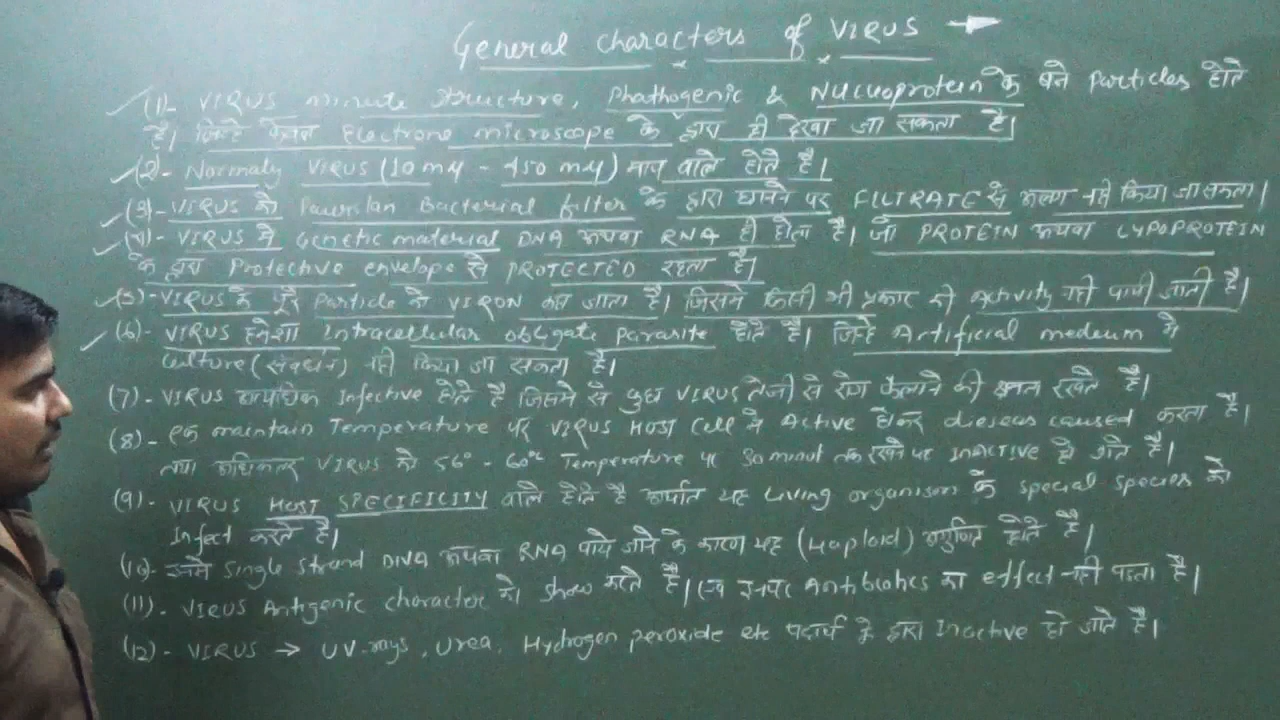 General characters of VIRUS →
(1)- VIRUS minute structure, Phathogenic & Nucleoprotein के बने Particles होते
है। जिन्हे केवल Electrone microscope के द्वारा ही देखा जा सकता है।
(2)- Normaly VIRUS (10 mμ - 450 mμ) माप वाले होते है।
(3)- VIRUS को Bacterial filter के द्वारा छानने पर FILTRATE से अलग नही किया जा सकता।
(4)- VIRUS मे Genetic material DNA अथवा RNA ही होता है। जो PROTEIN अथवा LYPOPROTEIN
के द्वारा Protective envelope से PROTECTED रहता है।
(5)- VIRUS के पूरे Particle को VIRON कहा जाता है। जिसमे किसी भी प्रकार की activity नही पायी जाती है।
(6)- VIRUS हमेशा Intracellular obligate parasite होते है। जिन्हे Artificial medeum मे
Culture (संवर्धन) नही किया जा सकता है।
(7)- VIRUS अत्यधिक Infective होते है जिसमे से कुछ VIRUS तेजी से रोग फैलाने की क्षमता रखते है।
(8)- एक maintain Temperature पर VIRUS HOST Cell मे Active होकर dieseas caused करता है।
तथा अधिकतर VIRUS को 56° - 60°C Temperature पर 30 minut तक रखने पर Inactive हो जाते है।
(9)- VIRUS HOST SPECIFICITY वाले होते है अर्थात यह Living organism के special species को
Infect करते है।
(10)- इनमे Single strand DNA अथवा RNA पाये जाने के कारण यह (Haploid) अगुणित होते है।
(11)- VIRUS Antigenic character को show करते है। एवं इनपर Antibiotics का effect नही पडता है।
(12)- VIRUS → UV-rays, Urea, Hydrogen peroxide etc पदार्थ के द्वारा Inactive हो जाते है।